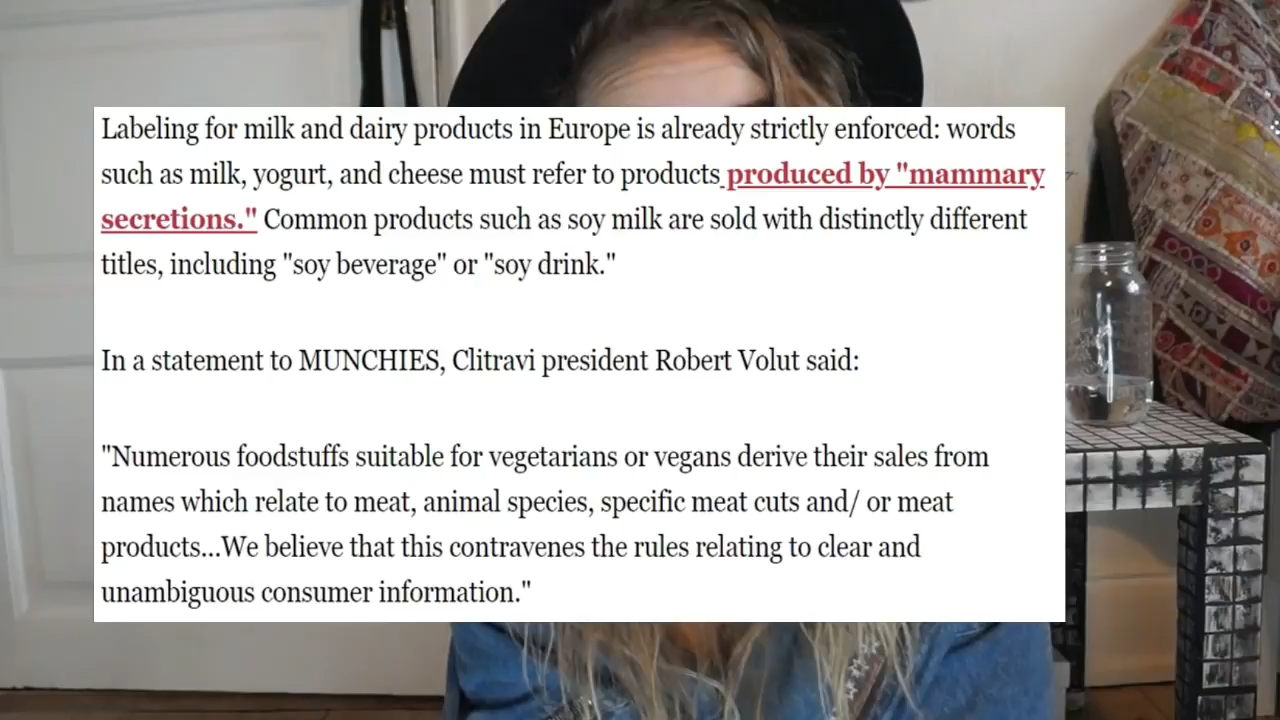 Labeling for milk and dairy products in Europe is already strictly enforced: words
such as milk, yogurt, and cheese must refer to products produced by "mammary
secretions." Common products such as soy milk are sold with distinctly different
titles, including "soy beverage" or "soy drink."
In a statement to MUNCHIES, Clitravi president Robert Volut said:
"Numerous foodstuffs suitable for vegetarians or vegans derive their sales from
names which relate to meat, animal species, specific meat cuts and/ or meat
products...We believe that this contravenes the rules relating to clear and
unambiguous consumer information."